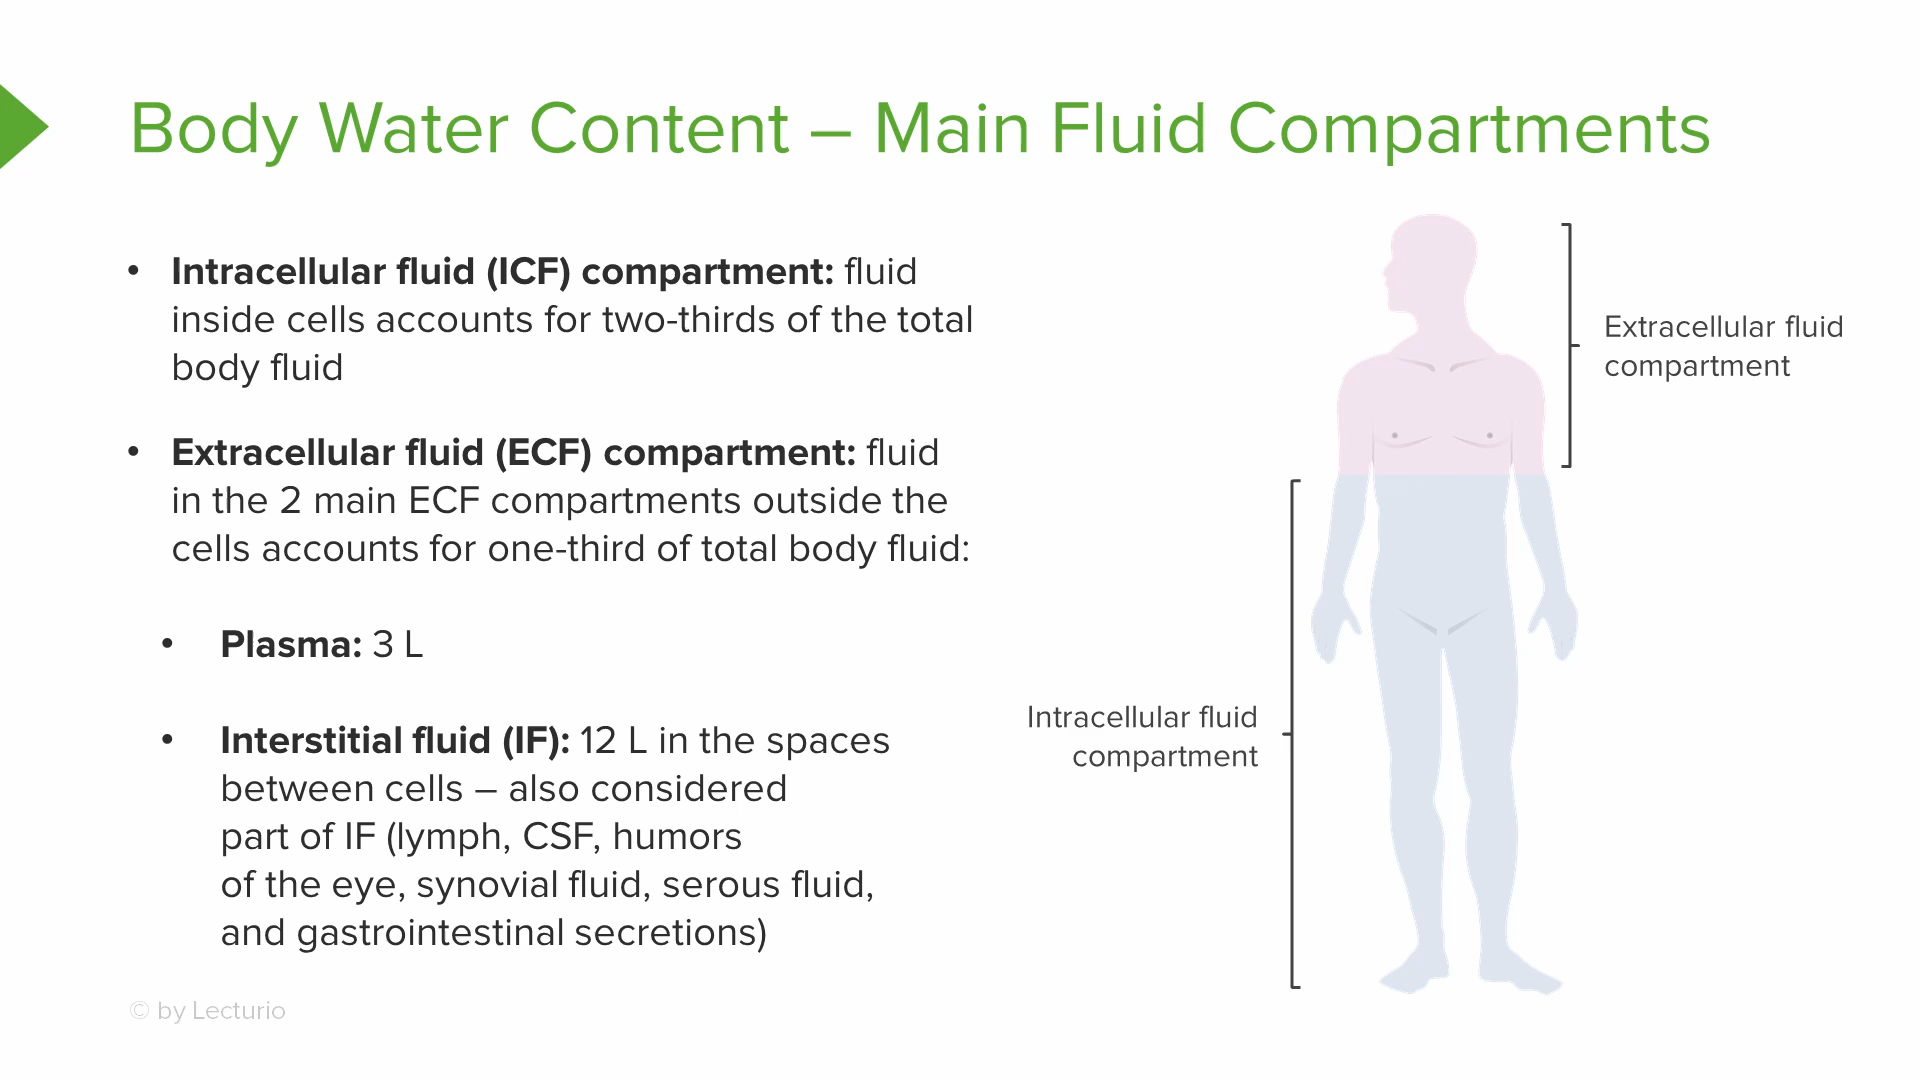 Body Water Content – Main Fluid Compartments
• Intracellular fluid (ICF) compartment: fluid
inside cells accounts for two-thirds of the total
body fluid
• Extracellular fluid (ECF) compartment: fluid
in the 2 main ECF compartments outside the
cells accounts for one-third of total body fluid:
• Plasma: 3 L
• Interstitial fluid (IF): 12 L in the spaces
between cells – also considered
part of IF (lymph, CSF, humors
of the eye, synovial fluid, serous fluid,
and gastrointestinal secretions)
Extracellular fluid
compartment
Intracellular fluid
compartment
© by Lecturio